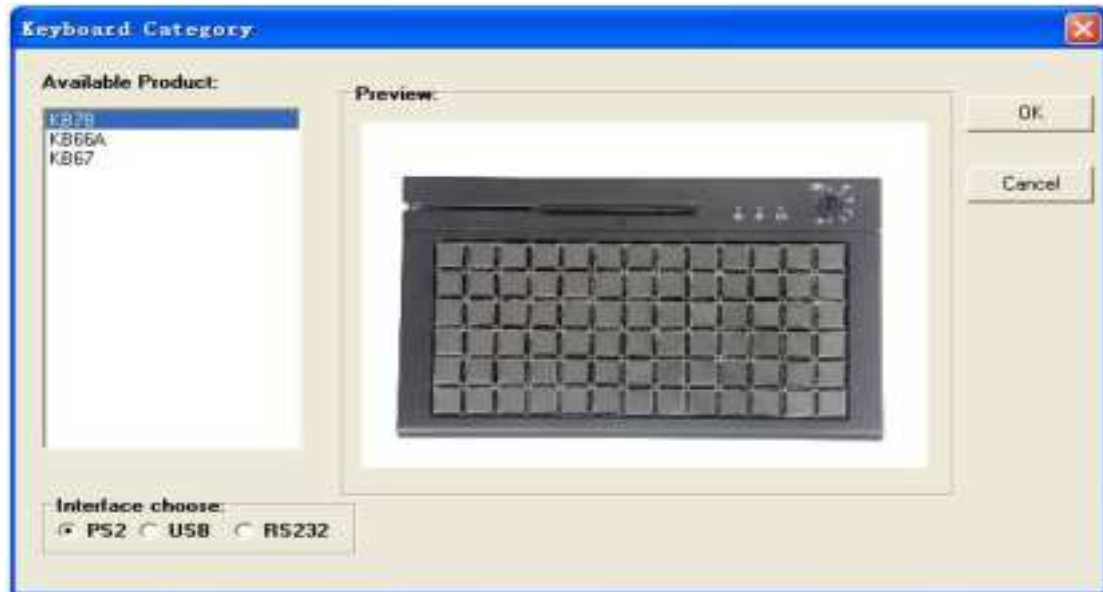 Keyboard Category
Available Product:
KB78
KB66A
KB67
Preview:
OK
Cancel
Interface choose:
PS2 USB RS232